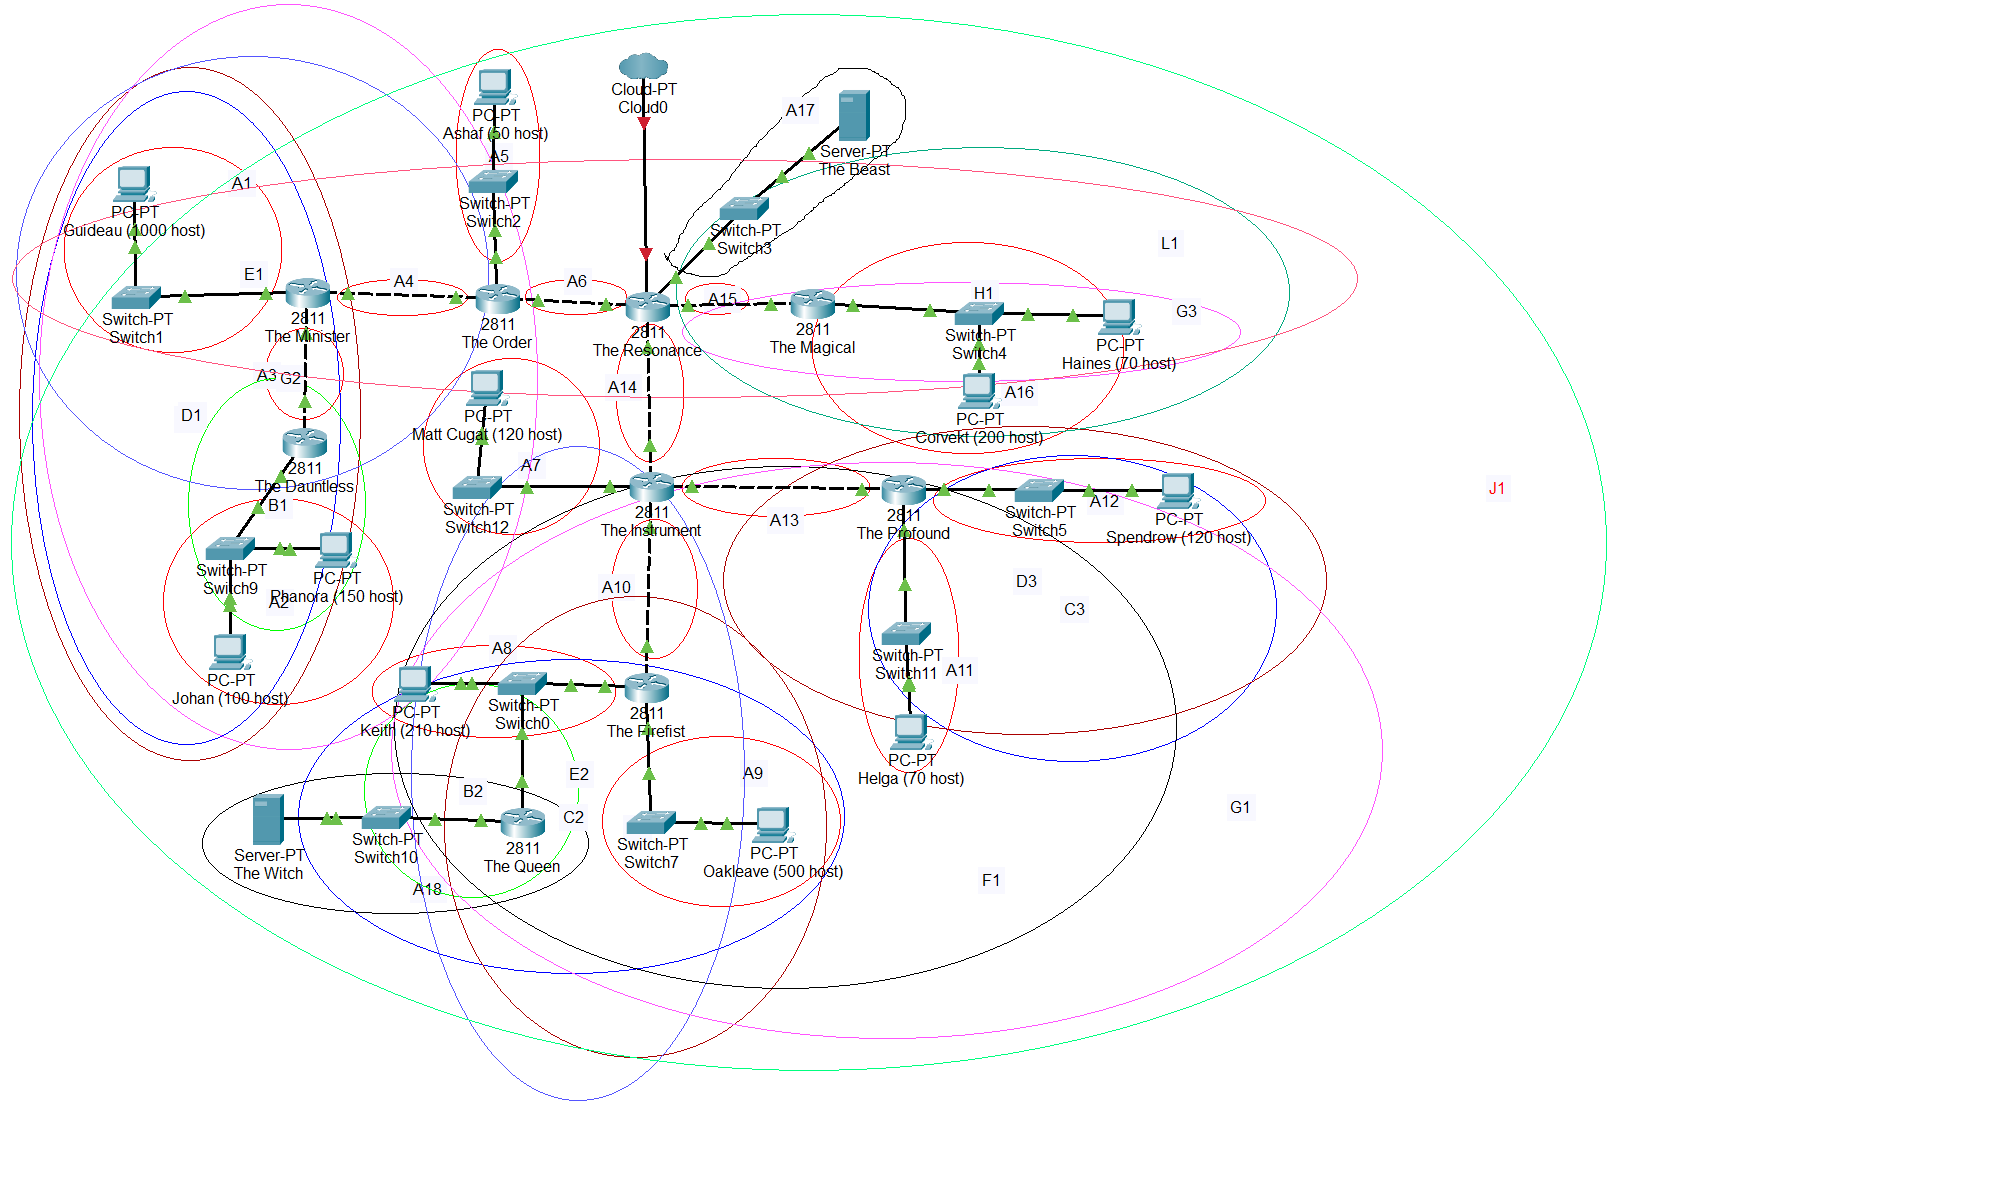 Cloud-PT
Cloud0
PC-PT
Ashaf (50 host)
A5
Switch-PT
Switch2
A17
Server-PT
The Beast
Switch-PT
Switch3
A1
PC-PT
Guideau (1000 host)
Switch-PT
Switch1
E1
2811
The Minister
A4
2811
The Order
A6
2811
The Resonance
A15
2811
The Magical
H1
Switch-PT
Switch4
L1
G3
PC-PT
Haines (70 host)
PC-PT
Corvekt (200 host)
A16
A3
G2
D1
2811
The Dauntless
B1
Switch-PT
Switch9
A2
PC-PT
Phanora (150 host)
PC-PT
Johan (100 host)
PC-PT
Matt Cugat (120 host)
A7
Switch-PT
Switch12
A14
2811
The Instrument
A13
2811
The Profound
Switch-PT
Switch5
A12
PC-PT
Spendrow (120 host)
J1
A10
D3
C3
Switch-PT
Switch11
A11
PC-PT
Helga (70 host)
A8
PC-PT
Keith (210 host)
Switch-PT
Switch0
2811
The Firefist
E2
B2
C2
A9
Server-PT
The Witch
Switch-PT
Switch10
2811
The Queen
A18
Switch-PT
Switch7
PC-PT
Oakleave (500 host)
G1
F1